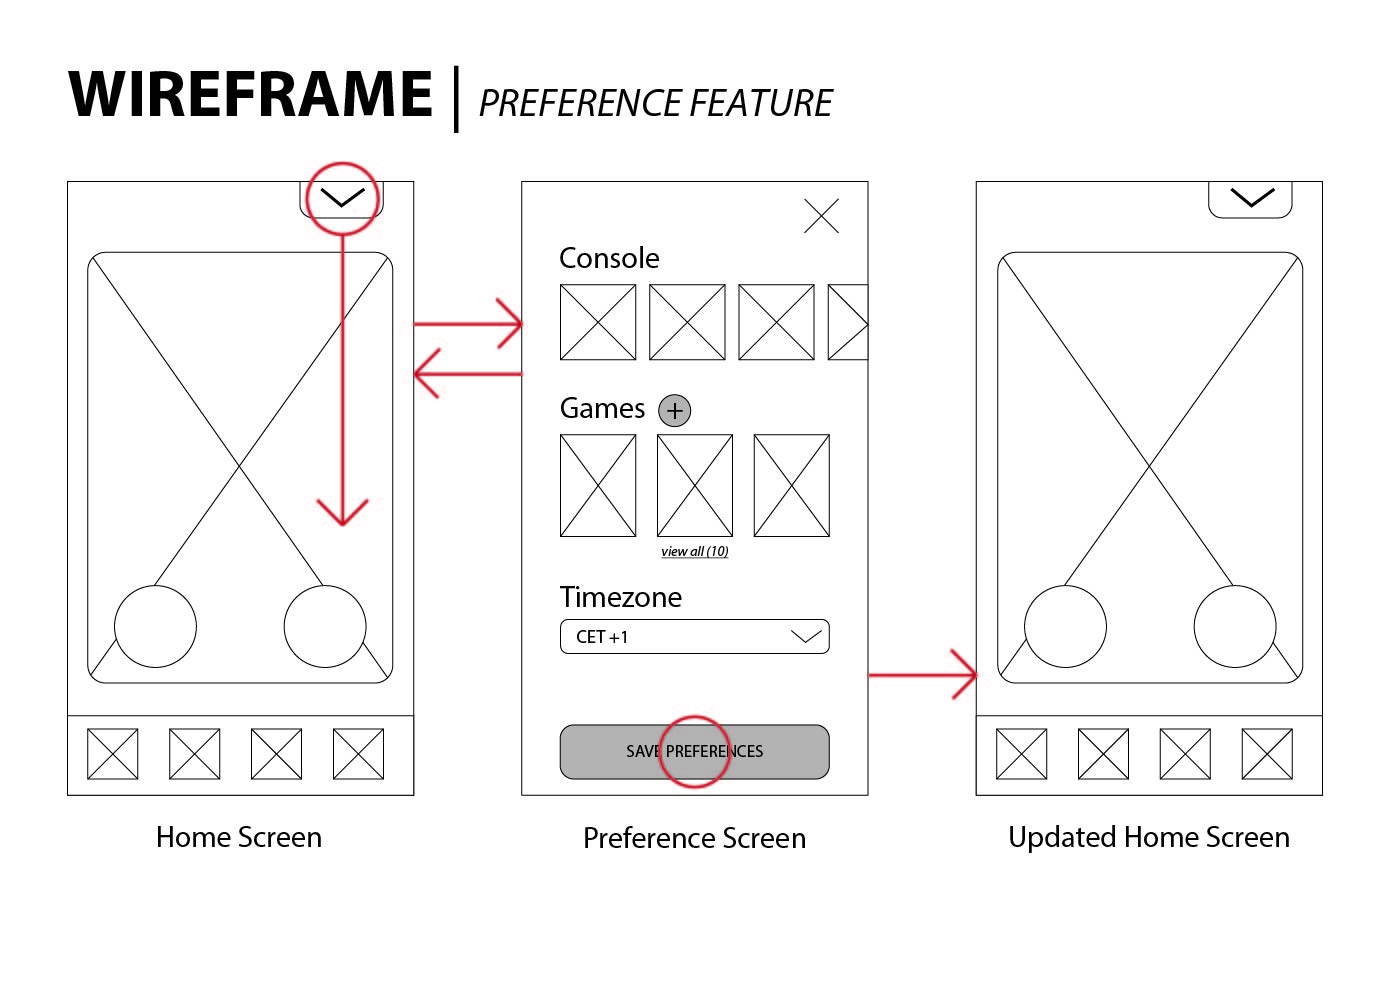 WIREFRAME | PREFERENCE FEATURE
Console
Games +
view all (10)
Timezone
CET +1
SAVE PREFERENCES
Home Screen
Preference Screen
Updated Home Screen